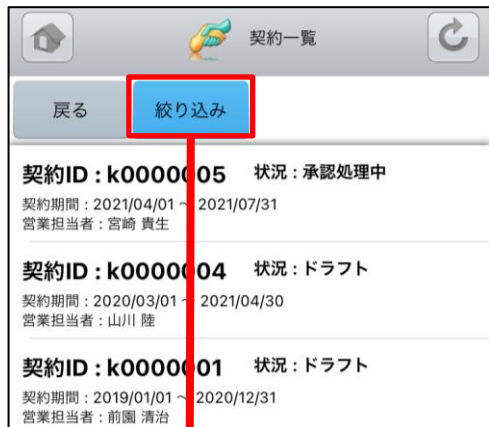 契約一覧
戻る
絞り込み
契約ID : k0000005 状況 : 承認処理中
契約期間 : 2021/04/01 ~ 2021/07/31
営業担当者 : 宮崎 貴生
契約ID : k0000004 状況 : ドラフト
契約期間 : 2020/03/01 ~ 2021/04/30
営業担当者 : 山川 陸
契約ID : k0000001 状況 : ドラフト
契約期間 : 2019/01/01 ~ 2020/12/31
営業担当者 : 前園 清治